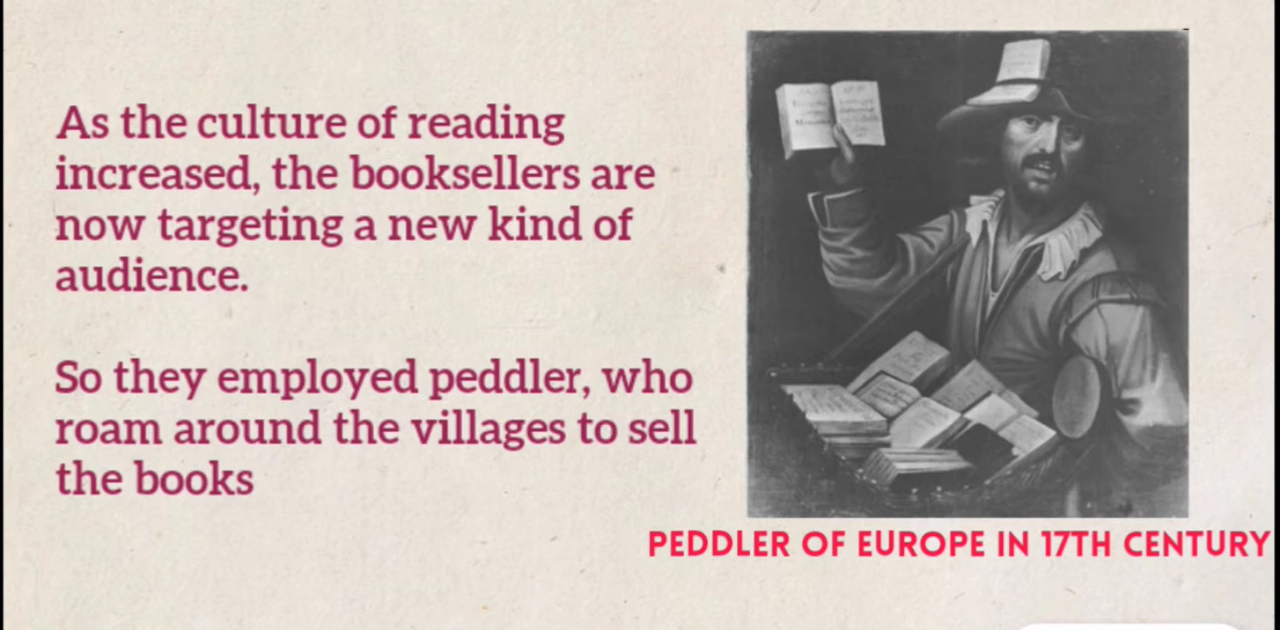 As the culture of reading
increased, the booksellers are
now targeting a new kind of
audience.
So they employed peddler, who
roam around the villages to sell
the books
PEDDLER OF EUROPE IN 17TH CENTURY